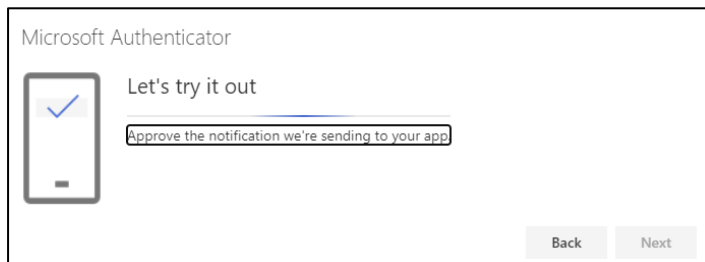 Microsoft Authenticator
Let's try it out
Approve the notification we're sending to your app.
Back
Next